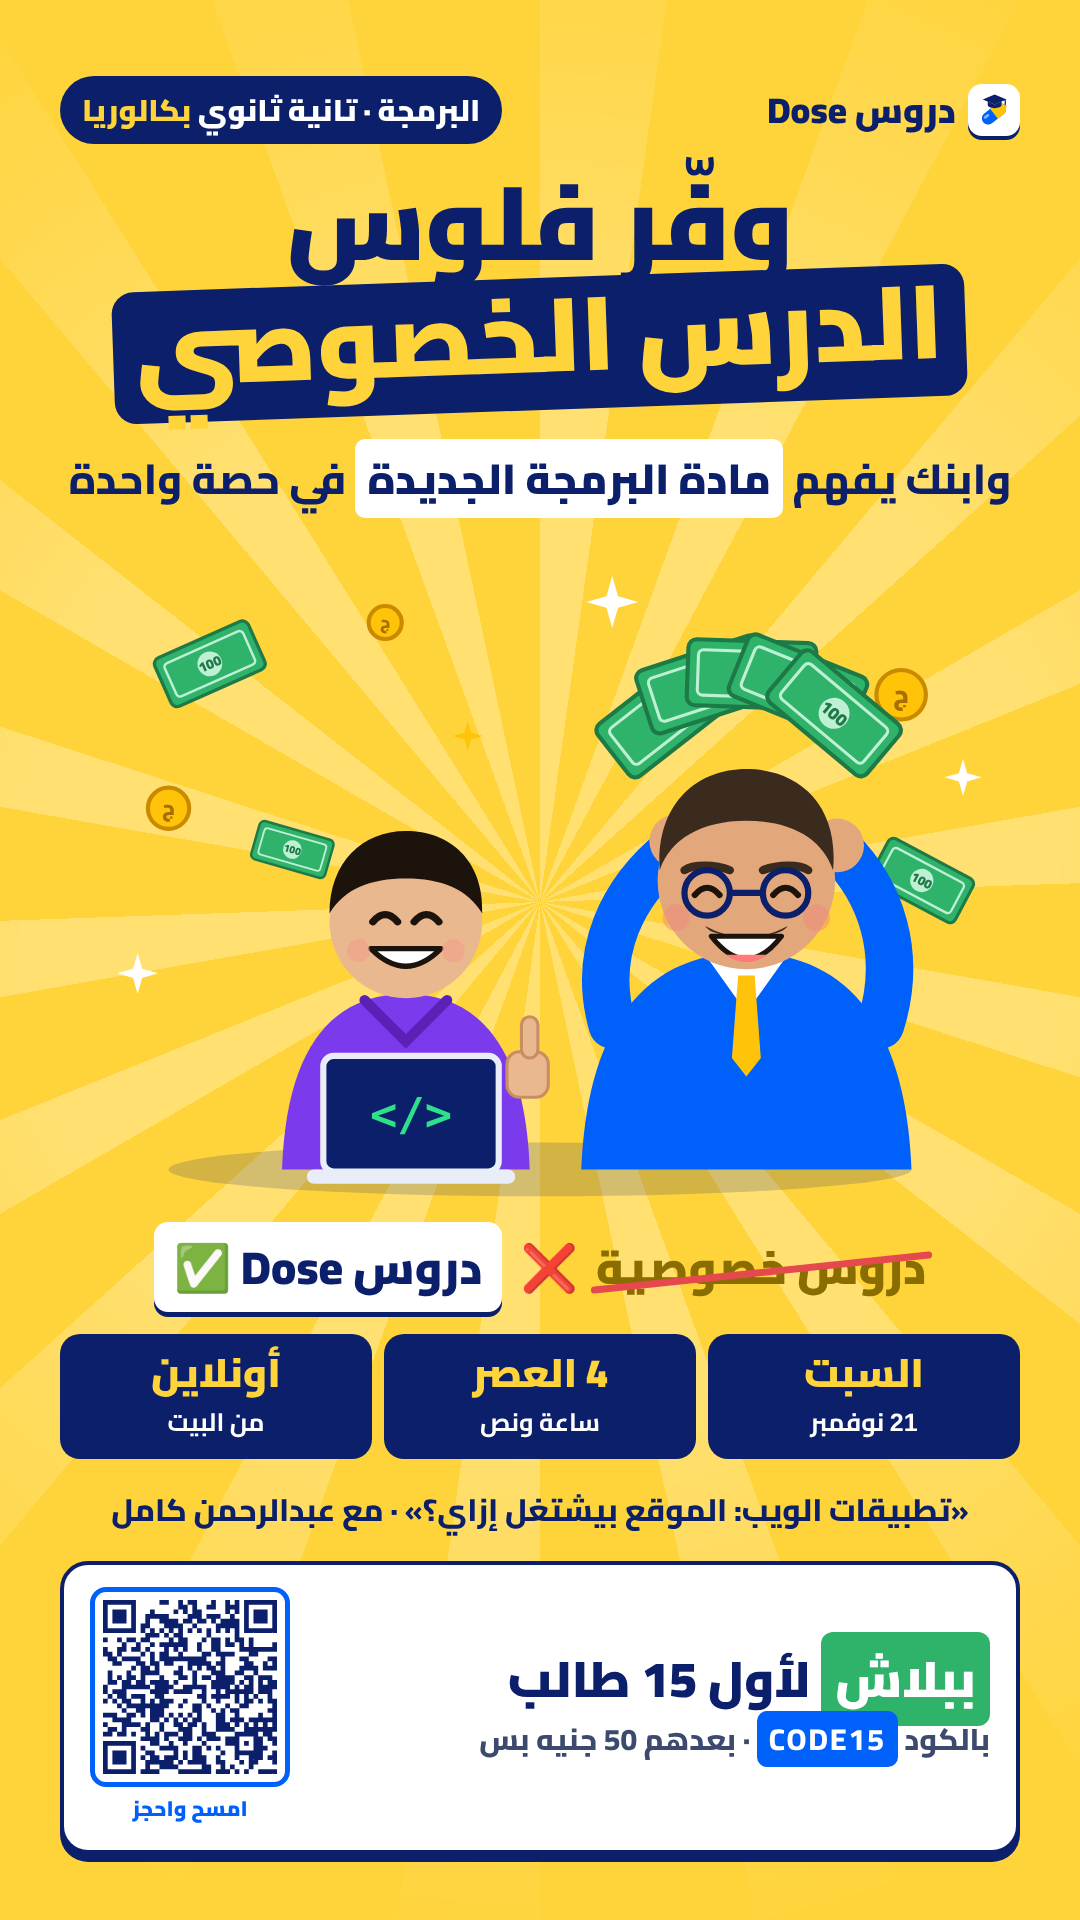 دروس Dose
البرمجة · تانية ثانوي بكالوريا
وفّر فلوس
الدرس الخصوصي
وابنك يفهم مادة البرمجة الجديدة في حصة واحدة
100
ج
ج
ج
100
100
100
</>
دروس خصوصية ❌ دروس Dose ✅
السبت
21 نوفمبر
4 العصر
ساعة ونص
أونلاين
من البيت
«تطبيقات الويب: الموقع بيشتغل إزاي؟» · مع عبدالرحمن كامل
ببلاش لأول 15 طالب
بالكود CODE15 · بعدهم 50 جنيه بس
امسح واحجز